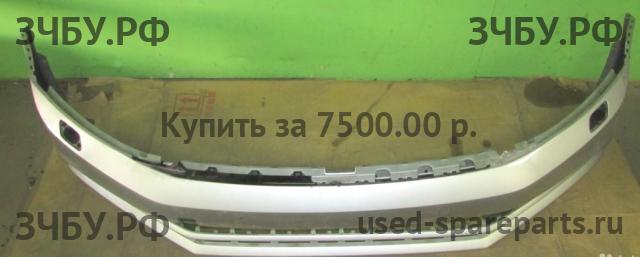 ЗЧБУ.РФ
ЗЧБУ.РФ
Купить за 7500.00 р.
ЗЧБУ.РФ
used-spareparts.ru